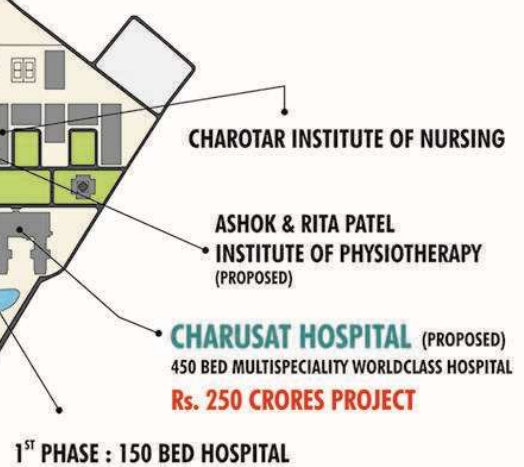 CHAROTAR INSTITUTE OF NURSING
ASHOK & RITA PATEL
INSTITUTE OF PHYSIOTHERAPY
(PROPOSED)
CHARUSAT HOSPITAL (PROPOSED)
450 BED MULTISPECIALITY WORLDCLASS HOSPITAL
Rs. 250 CRORES PROJECT
1ST PHASE : 150 BED HOSPITAL